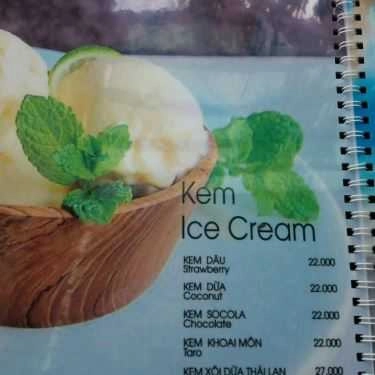 Kem
Ice Cream
KEM DÂU 22.000
Strawberry
KEM DỪA 22.000
Coconut
KEM SOCOLA 22.000
Chocolate
KEM KHOAI MÔN 22.000
Taro
KEM XÔI DỪA THÁI LAN 27.000